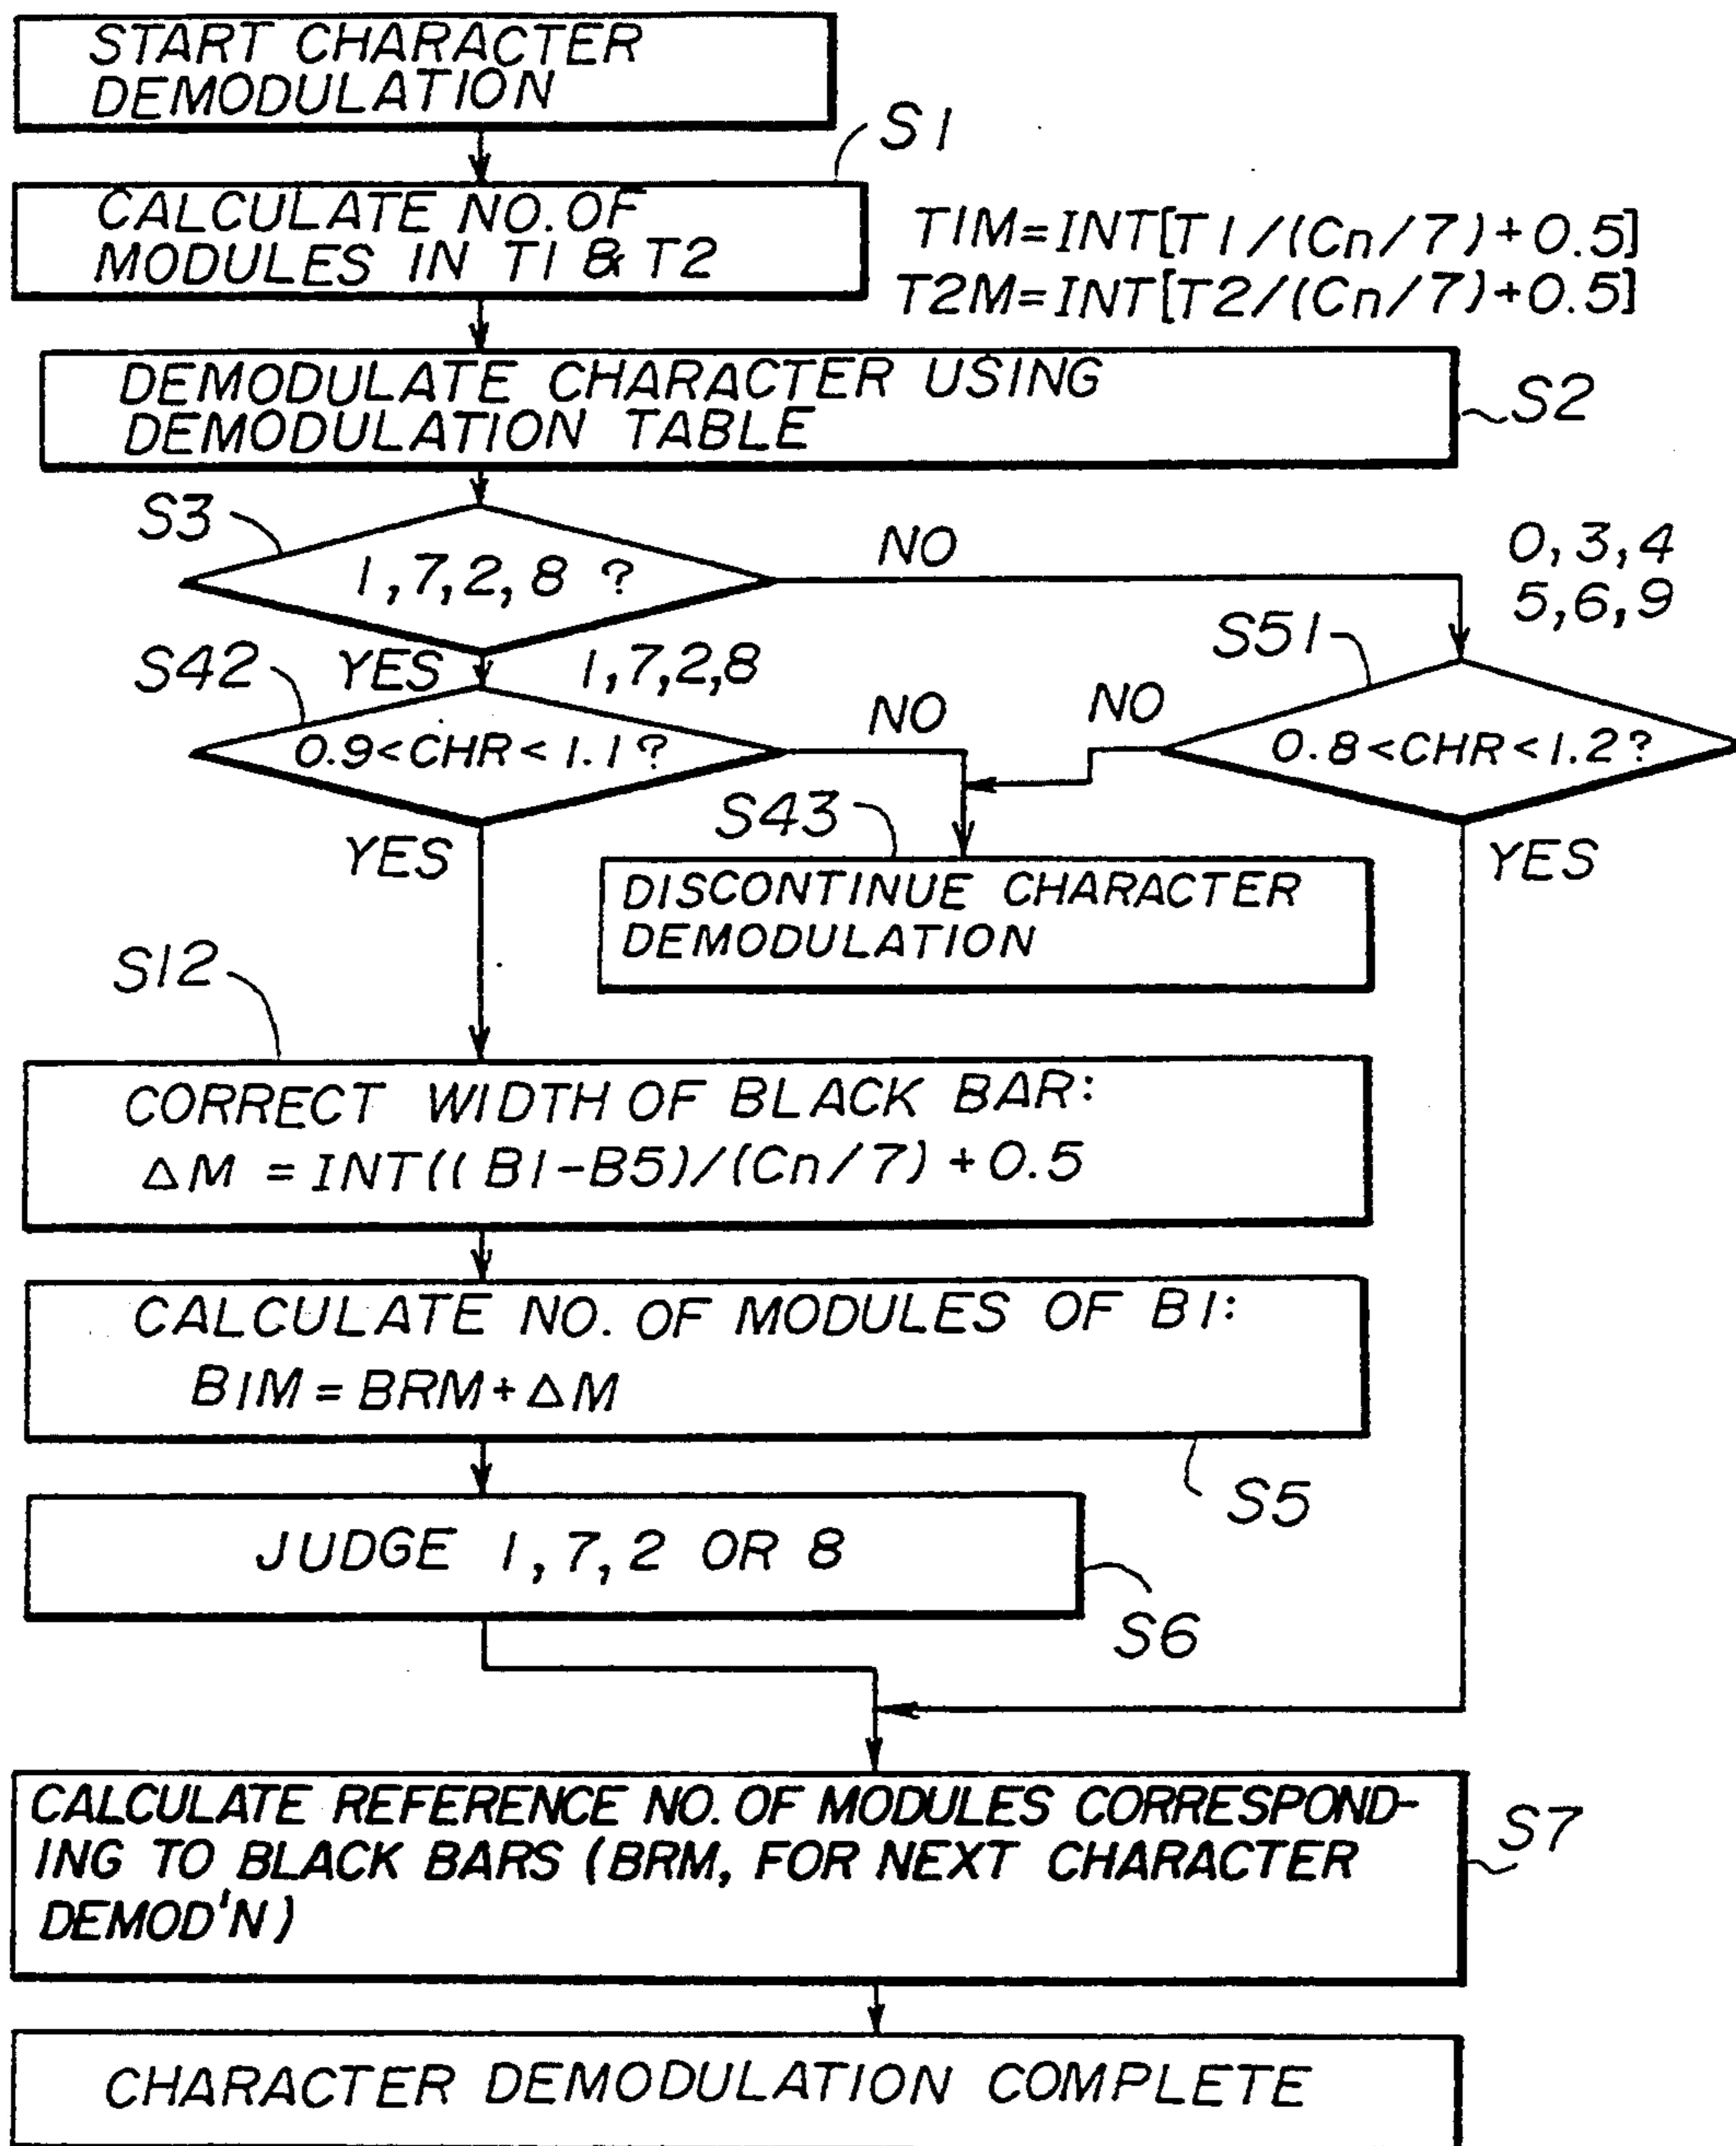 START CHARACTER
DEMODULATION
S1
CALCULATE NO. OF
MODULES IN T1 & T2
T1M=INT[T1/(Cn/7)+0.5]
T2M=INT[T2/(Cn/7)+0.5]
DEMODULATE CHARACTER USING
DEMODULATION TABLE
S2
S3
1,7,2,8 ?
NO
0,3,4
5,6,9
S42
YES
1,7,2,8
S51
0.9<CHR<1.1?
NO
NO
0.8<CHR<1.2?
YES
S43
YES
DISCONTINUE CHARACTER
DEMODULATION
S12
CORRECT WIDTH OF BLACK BAR:
ΔM = INT((B1-B5)/(Cn/7)+0.5
CALCULATE NO. OF MODULES OF B1:
B1M=BRM+ΔM
S5
JUDGE 1,7,2 OR 8
S6
CALCULATE REFERENCE NO. OF MODULES CORRESPOND-
ING TO BLACK BARS (BRM, FOR NEXT CHARACTER
DEMOD'N)
S7
CHARACTER DEMODULATION COMPLETE